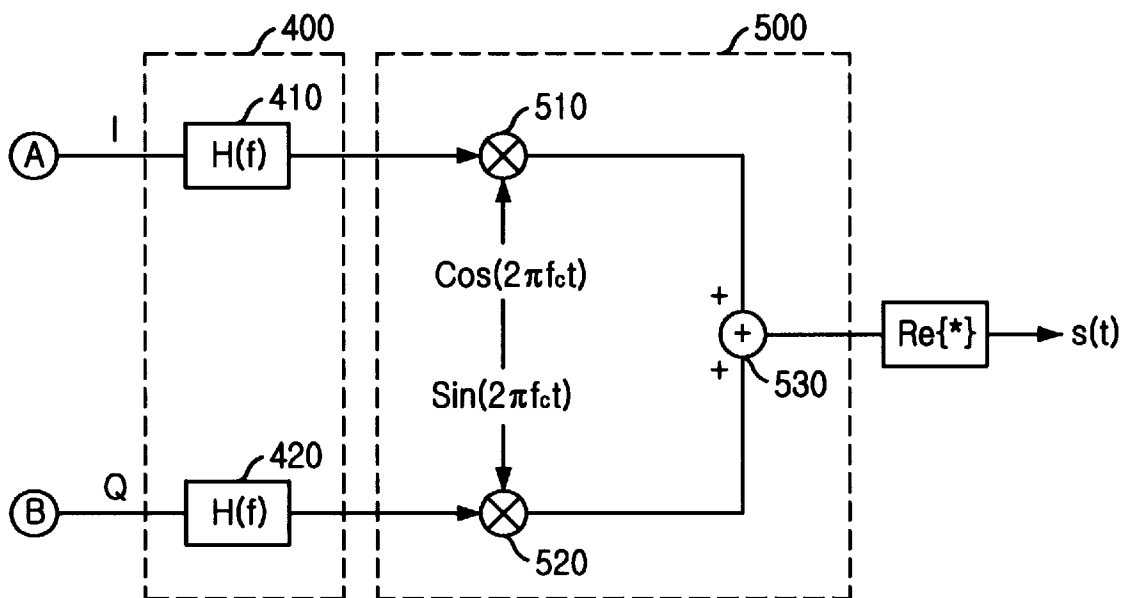 400
500
410
510
A
I
H(f)
Cos(2πfct)
+
+
Re{*}
s(t)
+
530
Sin(2πfct)
420
B
Q
H(f)
520